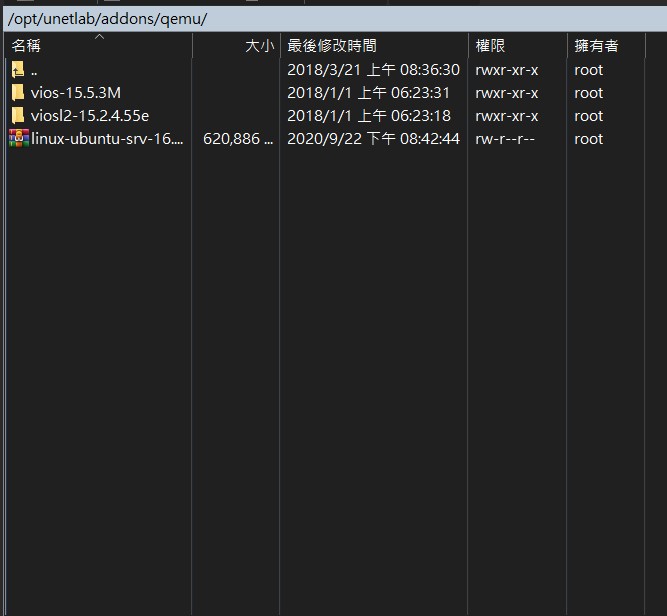 /opt/unetlab/addons/qemu/
名稱 大小 最後修改時間 權限 擁有者
.. 2018/3/21 上午 08:36:30 rwxr-xr-x root
vios-15.5.3M 2018/1/1 上午 06:23:31 rwxr-xr-x root
viosl2-15.2.4.55e 2018/1/1 上午 06:23:18 rwxr-xr-x root
linux-ubuntu-srv-16.... 620,886 ... 2020/9/22 下午 08:42:44 rw-r--r-- root